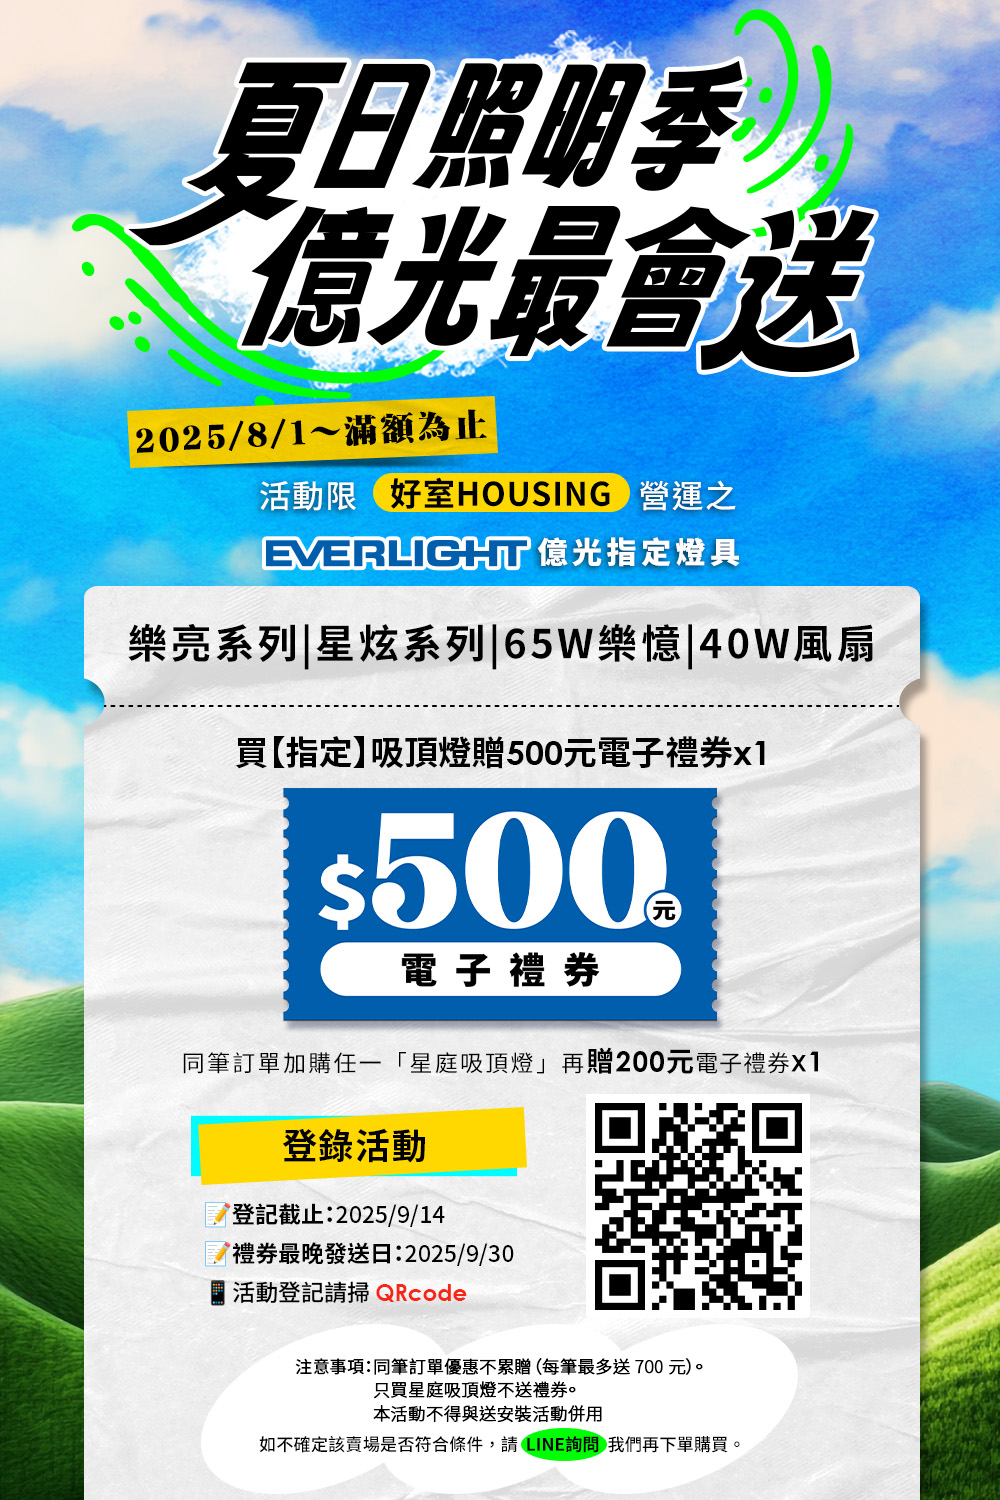 夏日照明季
億光最會送
2025/8/1～滿額為止
活動限 好室HOUSING 營運之
EVERLIGHT 億光指定燈具
樂亮系列|星炫系列|65W樂憶|40W風扇
買【指定】吸頂燈贈500元電子禮券x1
$500元
電子禮券
同筆訂單加購任一「星庭吸頂燈」再贈200元電子禮券X1
登錄活動
📝登記截止：2025/9/14
📝禮券最晚發送日：2025/9/30
📱活動登記請掃 QRcode
注意事項：同筆訂單優惠不累贈（每筆最多送 700 元）。
只買星庭吸頂燈不送禮券。
本活動不得與送安裝活動併用
如不確定該賣場是否符合條件，請 LINE詢問 我們再下單購買。